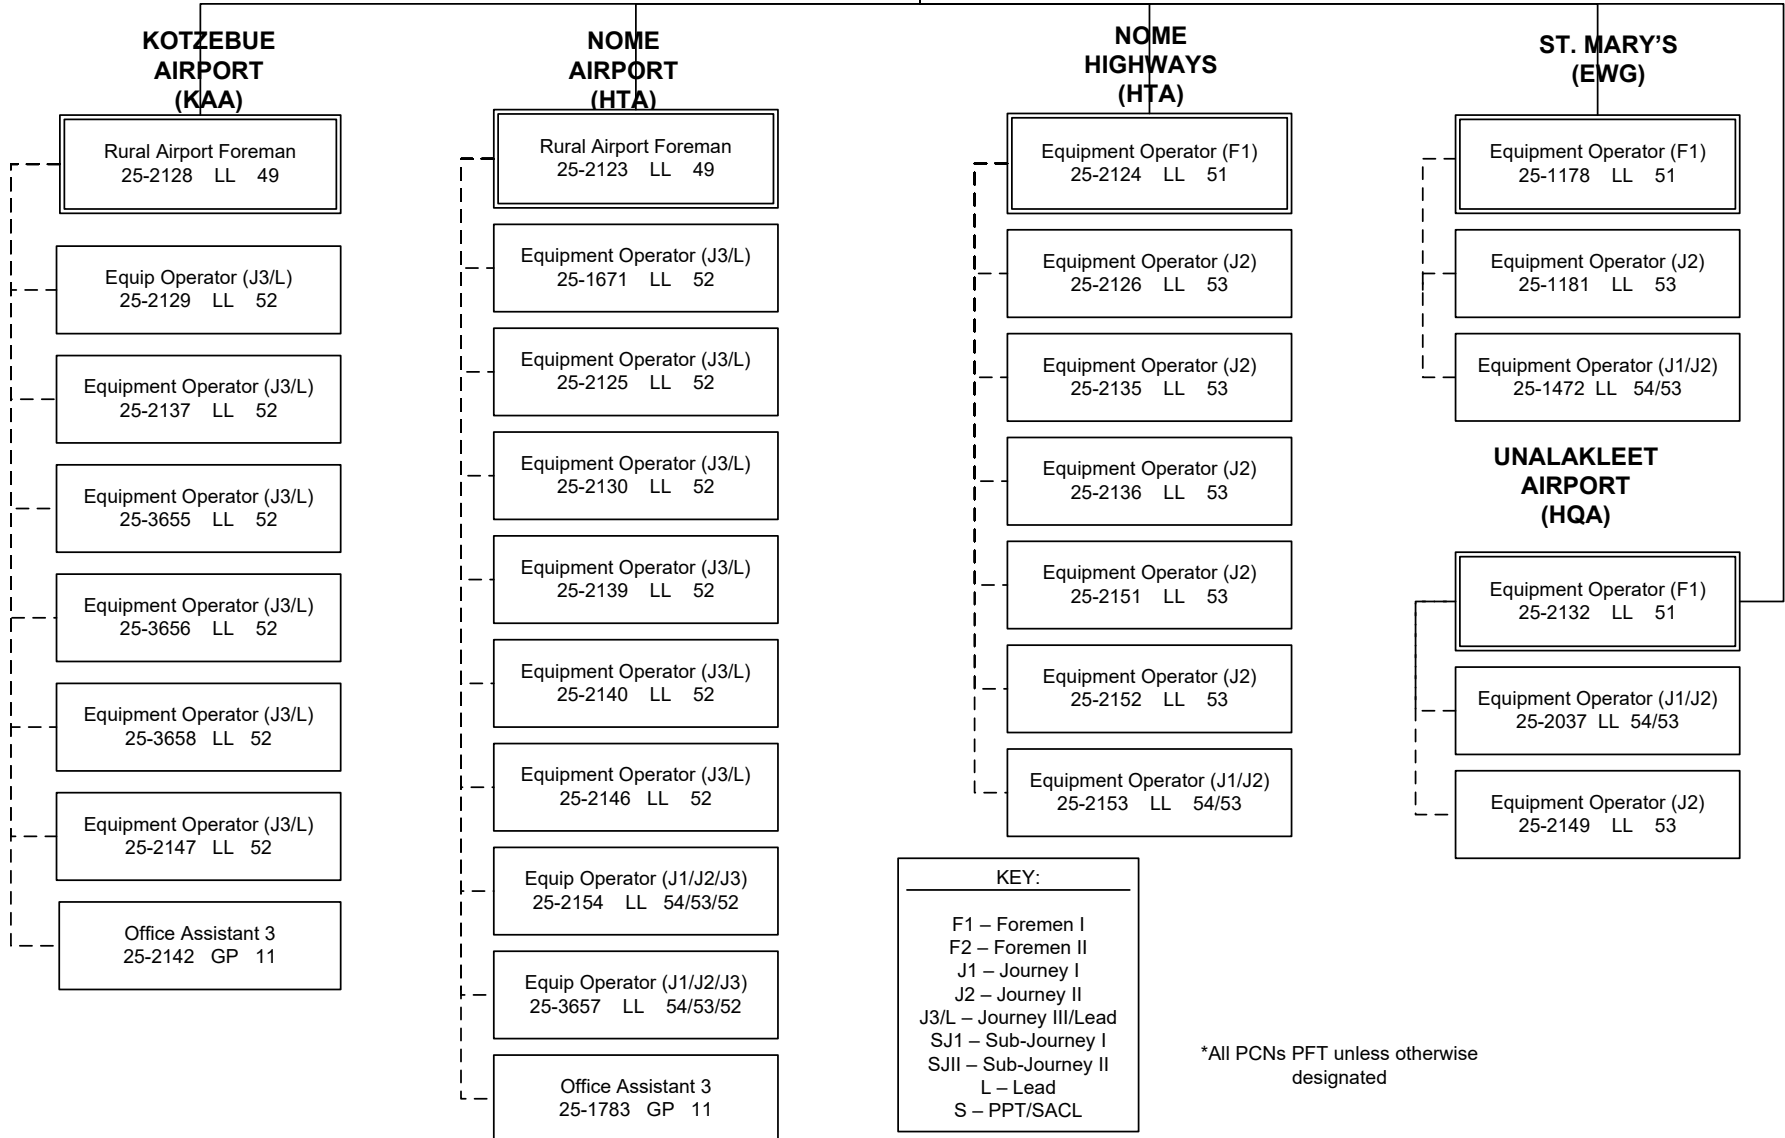 KOTZEBUE
AIRPORT
(KAA)
Rural Airport Foreman
25-2128 LL 49
Equip Operator (J3/L)
25-2129 LL 52
Equipment Operator (J3/L)
25-2137 LL 52
Equipment Operator (J3/L)
25-3655 LL 52
Equipment Operator (J3/L)
25-3656 LL 52
Equipment Operator (J3/L)
25-3658 LL 52
Equipment Operator (J3/L)
25-2147 LL 52
Office Assistant 3
25-2142 GP 11
NOME
AIRPORT
(HTA)
Rural Airport Foreman
25-2123 LL 49
Equipment Operator (J3/L)
25-1671 LL 52
Equipment Operator (J3/L)
25-2125 LL 52
Equipment Operator (J3/L)
25-2130 LL 52
Equipment Operator (J3/L)
25-2139 LL 52
Equipment Operator (J3/L)
25-2140 LL 52
Equipment Operator (J3/L)
25-2146 LL 52
Equip Operator (J1/J2/J3)
25-2154 LL 54/53/52
Equip Operator (J1/J2/J3)
25-3657 LL 54/53/52
Office Assistant 3
25-1783 GP 11
NOME
HIGHWAYS
(HTA)
Equipment Operator (F1)
25-2124 LL 51
Equipment Operator (J2)
25-2126 LL 53
Equipment Operator (J2)
25-2135 LL 53
Equipment Operator (J2)
25-2136 LL 53
Equipment Operator (J2)
25-2151 LL 53
Equipment Operator (J2)
25-2152 LL 53
Equipment Operator (J1/J2)
25-2153 LL 54/53
ST. MARY’S
(EWG)
Equipment Operator (F1)
25-1178 LL 51
Equipment Operator (J2)
25-1181 LL 53
Equipment Operator (J1/J2)
25-1472 LL 54/53
UNALAKLEET
AIRPORT
(HQA)
Equipment Operator (F1)
25-2132 LL 51
Equipment Operator (J1/J2)
25-2037 LL 54/53
Equipment Operator (J2)
25-2149 LL 53
KEY:
F1 – Foremen I
F2 – Foremen II
J1 – Journey I
J2 – Journey II
J3/L – Journey III/Lead
SJ1 – Sub-Journey I
SJII – Sub-Journey II
L – Lead
S – PPT/SACL
*All PCNs PFT unless otherwise
designated